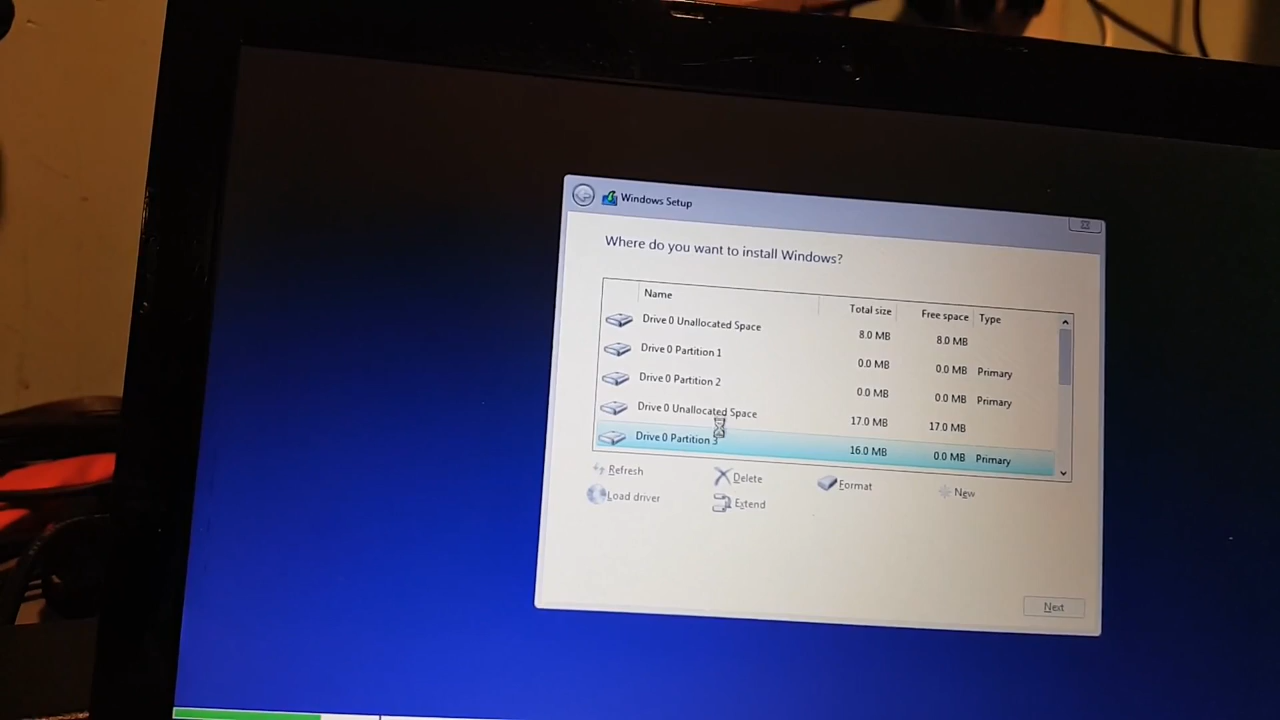 Windows Setup
Where do you want to install Windows?
Name Total size Free space Type
Drive 0 Unallocated Space 8.0 MB 8.0 MB
Drive 0 Partition 1 0.0 MB 0.0 MB Primary
Drive 0 Partition 2 0.0 MB 0.0 MB Primary
Drive 0 Unallocated Space 17.0 MB 17.0 MB
Drive 0 Partition 3 16.0 MB 0.0 MB Primary
Refresh Delete Format New
Load driver Extend
Next